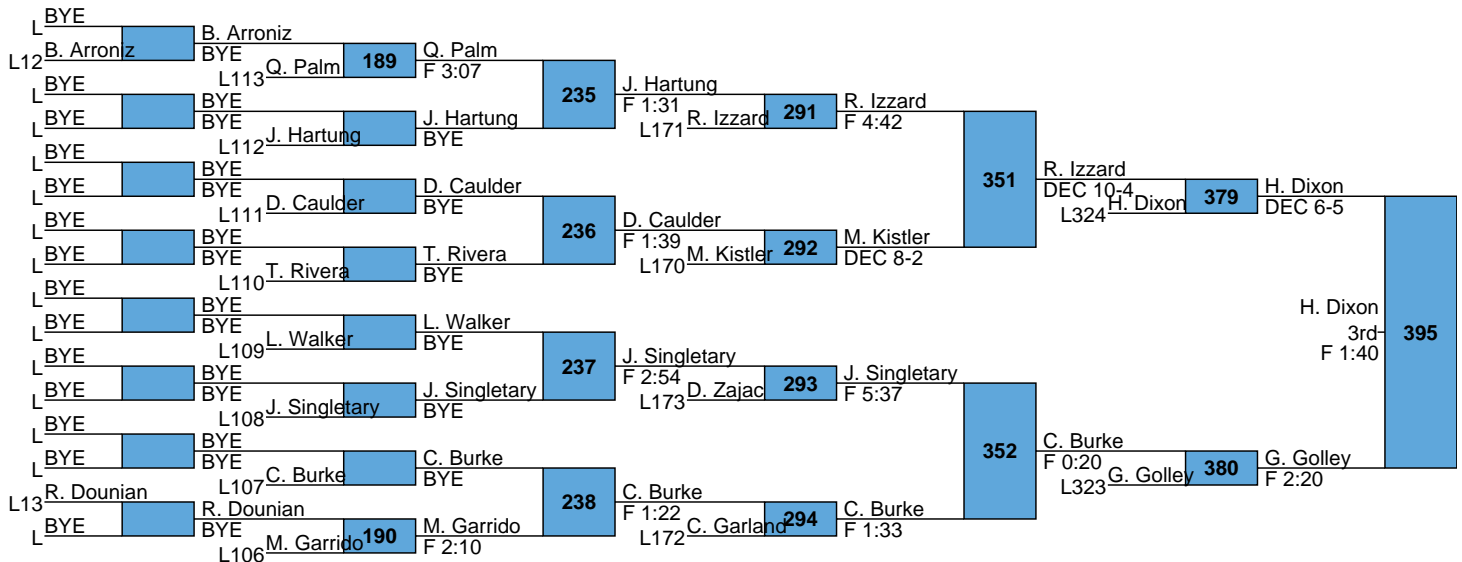 BYE
L
B. Arroniz
L12
B. Arroniz
BYE
Q. Palm
L113
189
Q. Palm
F 3:07
BYE
L
BYE
L
BYE
BYE
J. Hartung
L112
J. Hartung
BYE
235
J. Hartung
F 1:31
R. Izzard
L171
291
R. Izzard
F 4:42
BYE
L
BYE
L
BYE
BYE
D. Caulder
L111
D. Caulder
BYE
BYE
L
BYE
L
BYE
BYE
T. Rivera
L110
T. Rivera
BYE
236
D. Caulder
F 1:39
M. Kistler
L170
292
M. Kistler
DEC 8-2
351
R. Izzard
DEC 10-4
H. Dixon
L324
379
H. Dixon
DEC 6-5
BYE
L
BYE
L
BYE
BYE
L. Walker
L109
L. Walker
BYE
BYE
L
BYE
L
BYE
BYE
J. Singletary
L108
J. Singletary
BYE
237
J. Singletary
F 2:54
D. Zajac
L173
293
J. Singletary
F 5:37
BYE
L
BYE
L
BYE
BYE
C. Burke
L107
C. Burke
BYE
R. Dounian
L13
BYE
L
R. Dounian
BYE
M. Garrido
L106
190
M. Garrido
F 2:10
238
C. Burke
F 1:22
C. Garland
L172
294
C. Burke
F 1:33
352
C. Burke
F 0:20
G. Golley
L323
380
G. Golley
F 2:20
H. Dixon
3rd
F 1:40
395